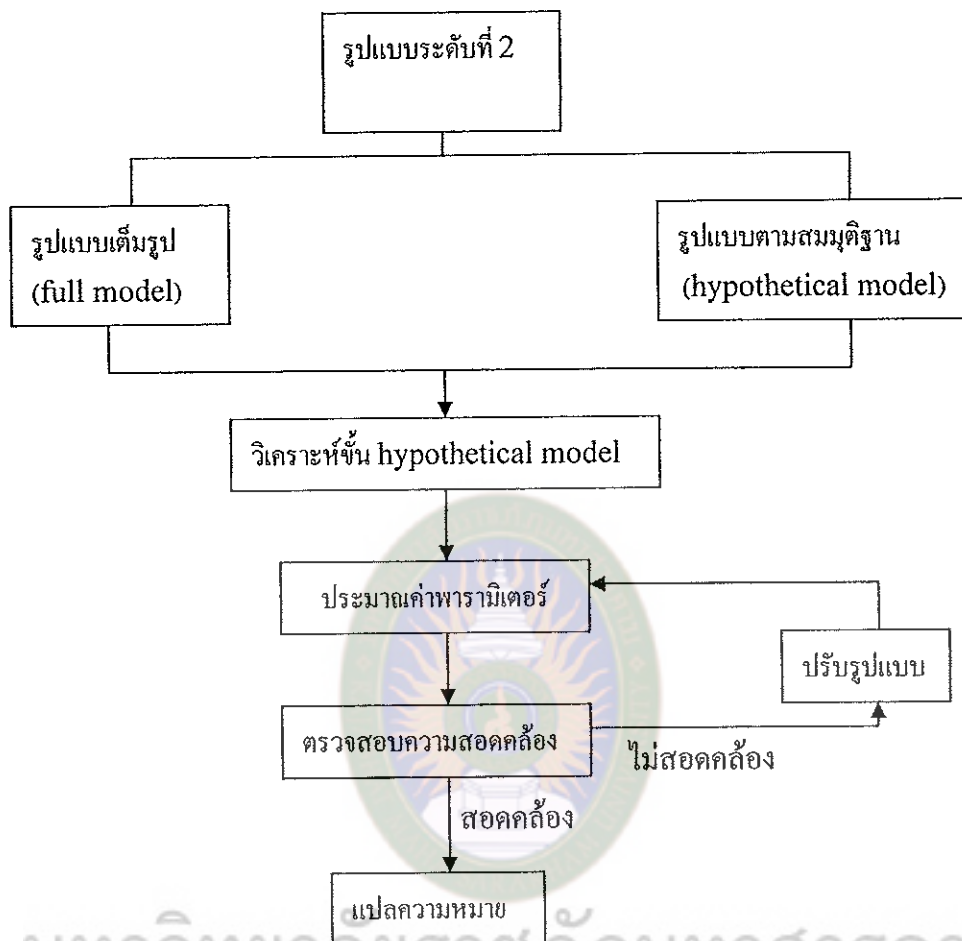 รูปแบบระดับที่ 2
รูปแบบเต็มรูป
(full model)
รูปแบบตามสมมุติฐาน
(hypothetical model)
วิเคราะห์ขั้น hypothetical model
ประมาณค่าพารามิเตอร์
ปรับรูปแบบ
ตรวจสอบความสอดคล้อง
ไม่สอดคล้อง
สอดคล้อง
แปลความหมาย